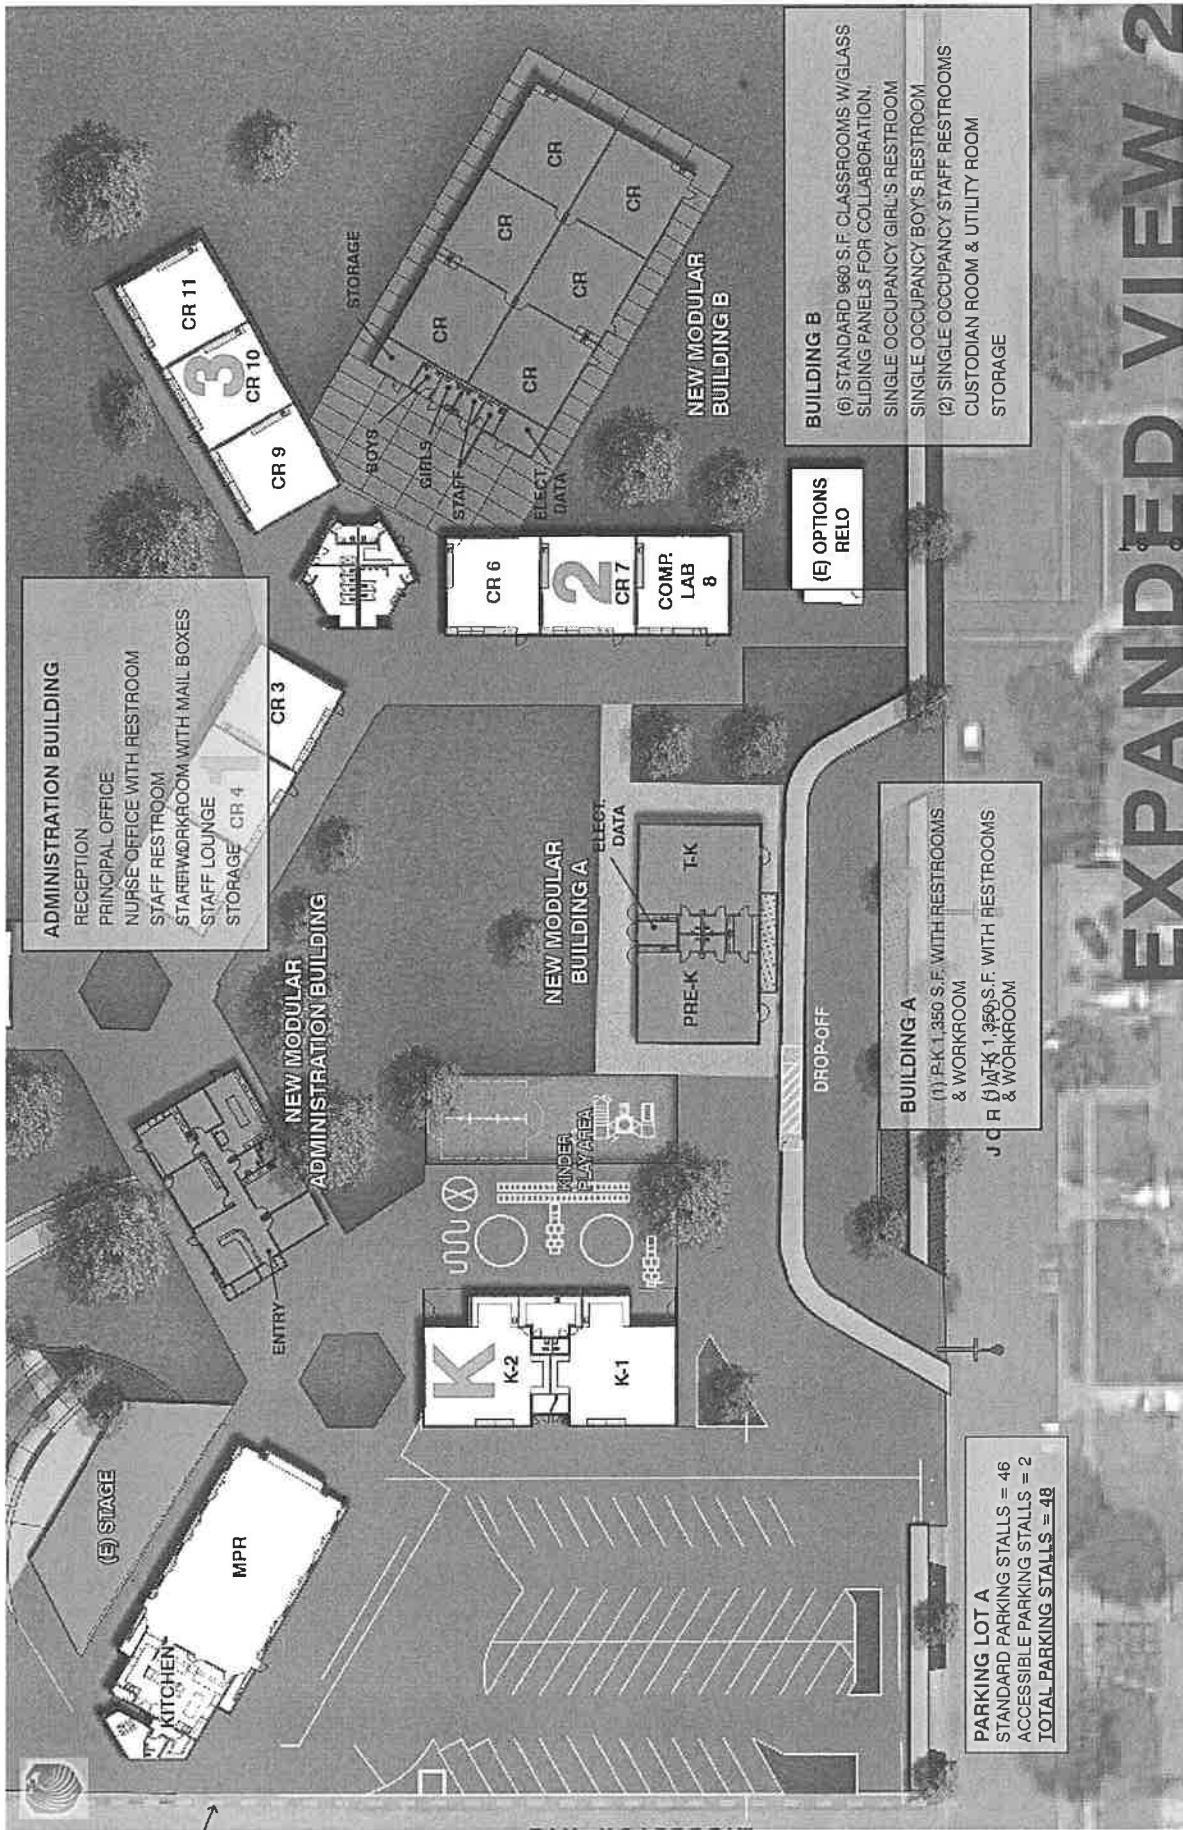 (E) STAGE
KITCHEN
MPR
ENTRY
NEW MODULAR
ADMINISTRATION BUILDING
ADMINISTRATION BUILDING
RECEPTION
PRINCIPAL OFFICE
NURSE OFFICE WITH RESTROOM
STAFF RESTROOM
WORKROOM WITH MAIL BOXES
STAFF LOUNGE
STORAGE
CR 4
CR 3
3
CR 9
CR 10
CR 11
K
K-2
K-1
KINDER
PLAY AREA
NEW MODULAR
BUILDING A
PRE-K
T-K
ELECT.
DATA
DROP-OFF
2
CR 6
CR 7
COMP.
LAB
8
BOYS
GIRLS
STAFF
ELECT
DATA
STORAGE
CR
CR
CR
CR
CR
CR
NEW MODULAR
BUILDING B
(E) OPTIONS
RELO
PARKING LOT A
STANDARD PARKING STALLS = 46
ACCESSIBLE PARKING STALLS = 2
TOTAL PARKING STALLS = 48
BUILDING A
(1) P-K 1,350 S.F. WITH RESTROOMS
& WORKROOM
T-K 1,350 S.F. WITH RESTROOMS
& WORKROOM
BUILDING B
(6) STANDARD 960 S.F. CLASSROOMS W/GLASS
SLIDING PANELS FOR COLLABORATION.
SINGLE OCCUPANCY GIRL'S RESTROOM
SINGLE OCCUPANCY BOY'S RESTROOM
(2) SINGLE OCCUPANCY STAFF RESTROOMS
CUSTODIAN ROOM & UTILITY ROOM
STORAGE
EXPANDED VIEW 2